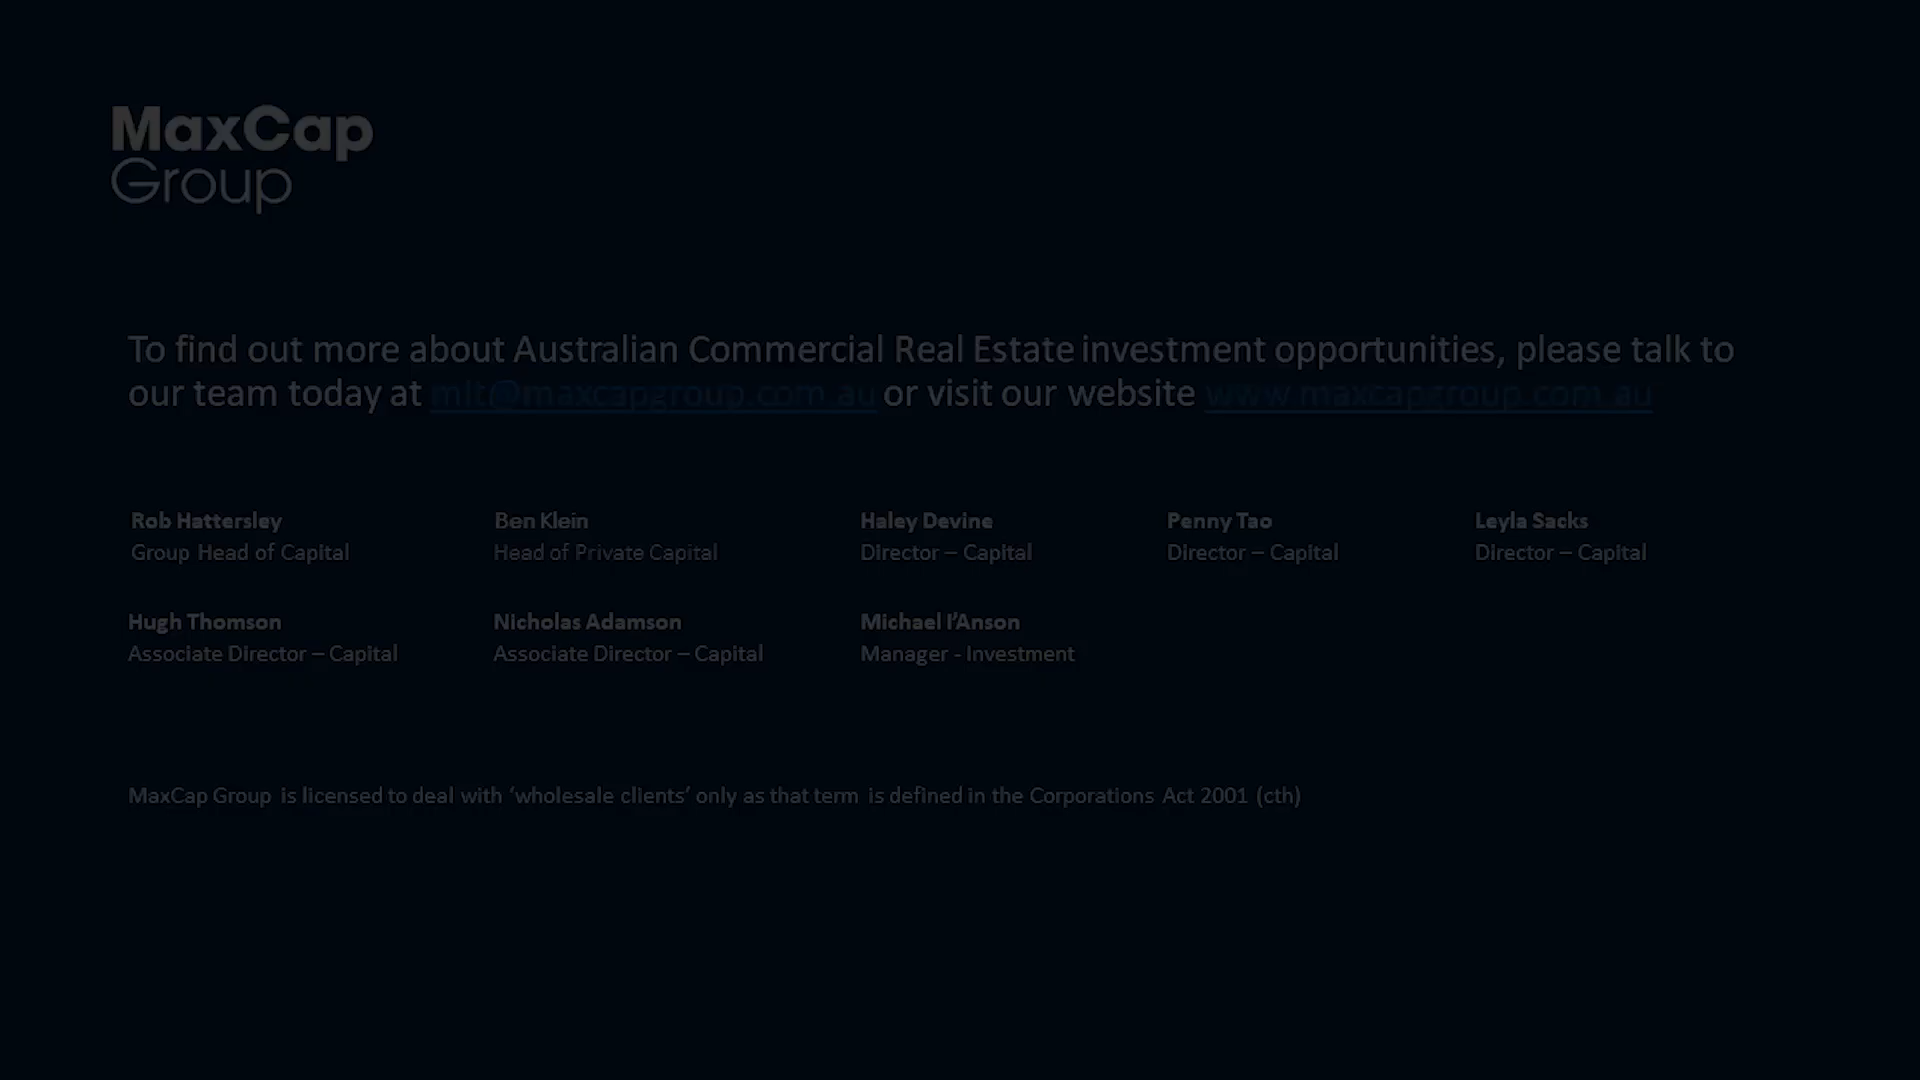 MaxCap
Group
To find out more about Australian Commercial Real Estate investment opportunities, please talk to
our team today at mit@maxcapgroup.com.au or visit our website www.maxcapgroup.com.au
Rob Hattersley
Group Head of Capital
Ben Klein
Head of Private Capital
Haley Devine
Director – Capital
Penny Tao
Director – Capital
Leyla Sacks
Director – Capital
Hugh Thomson
Associate Director – Capital
Nicholas Adamson
Associate Director – Capital
Michael I’Anson
Manager - Investment
MaxCap Group is licensed to deal with ‘wholesale clients’ only as that term is defined in the Corporations Act 2001 (cth)